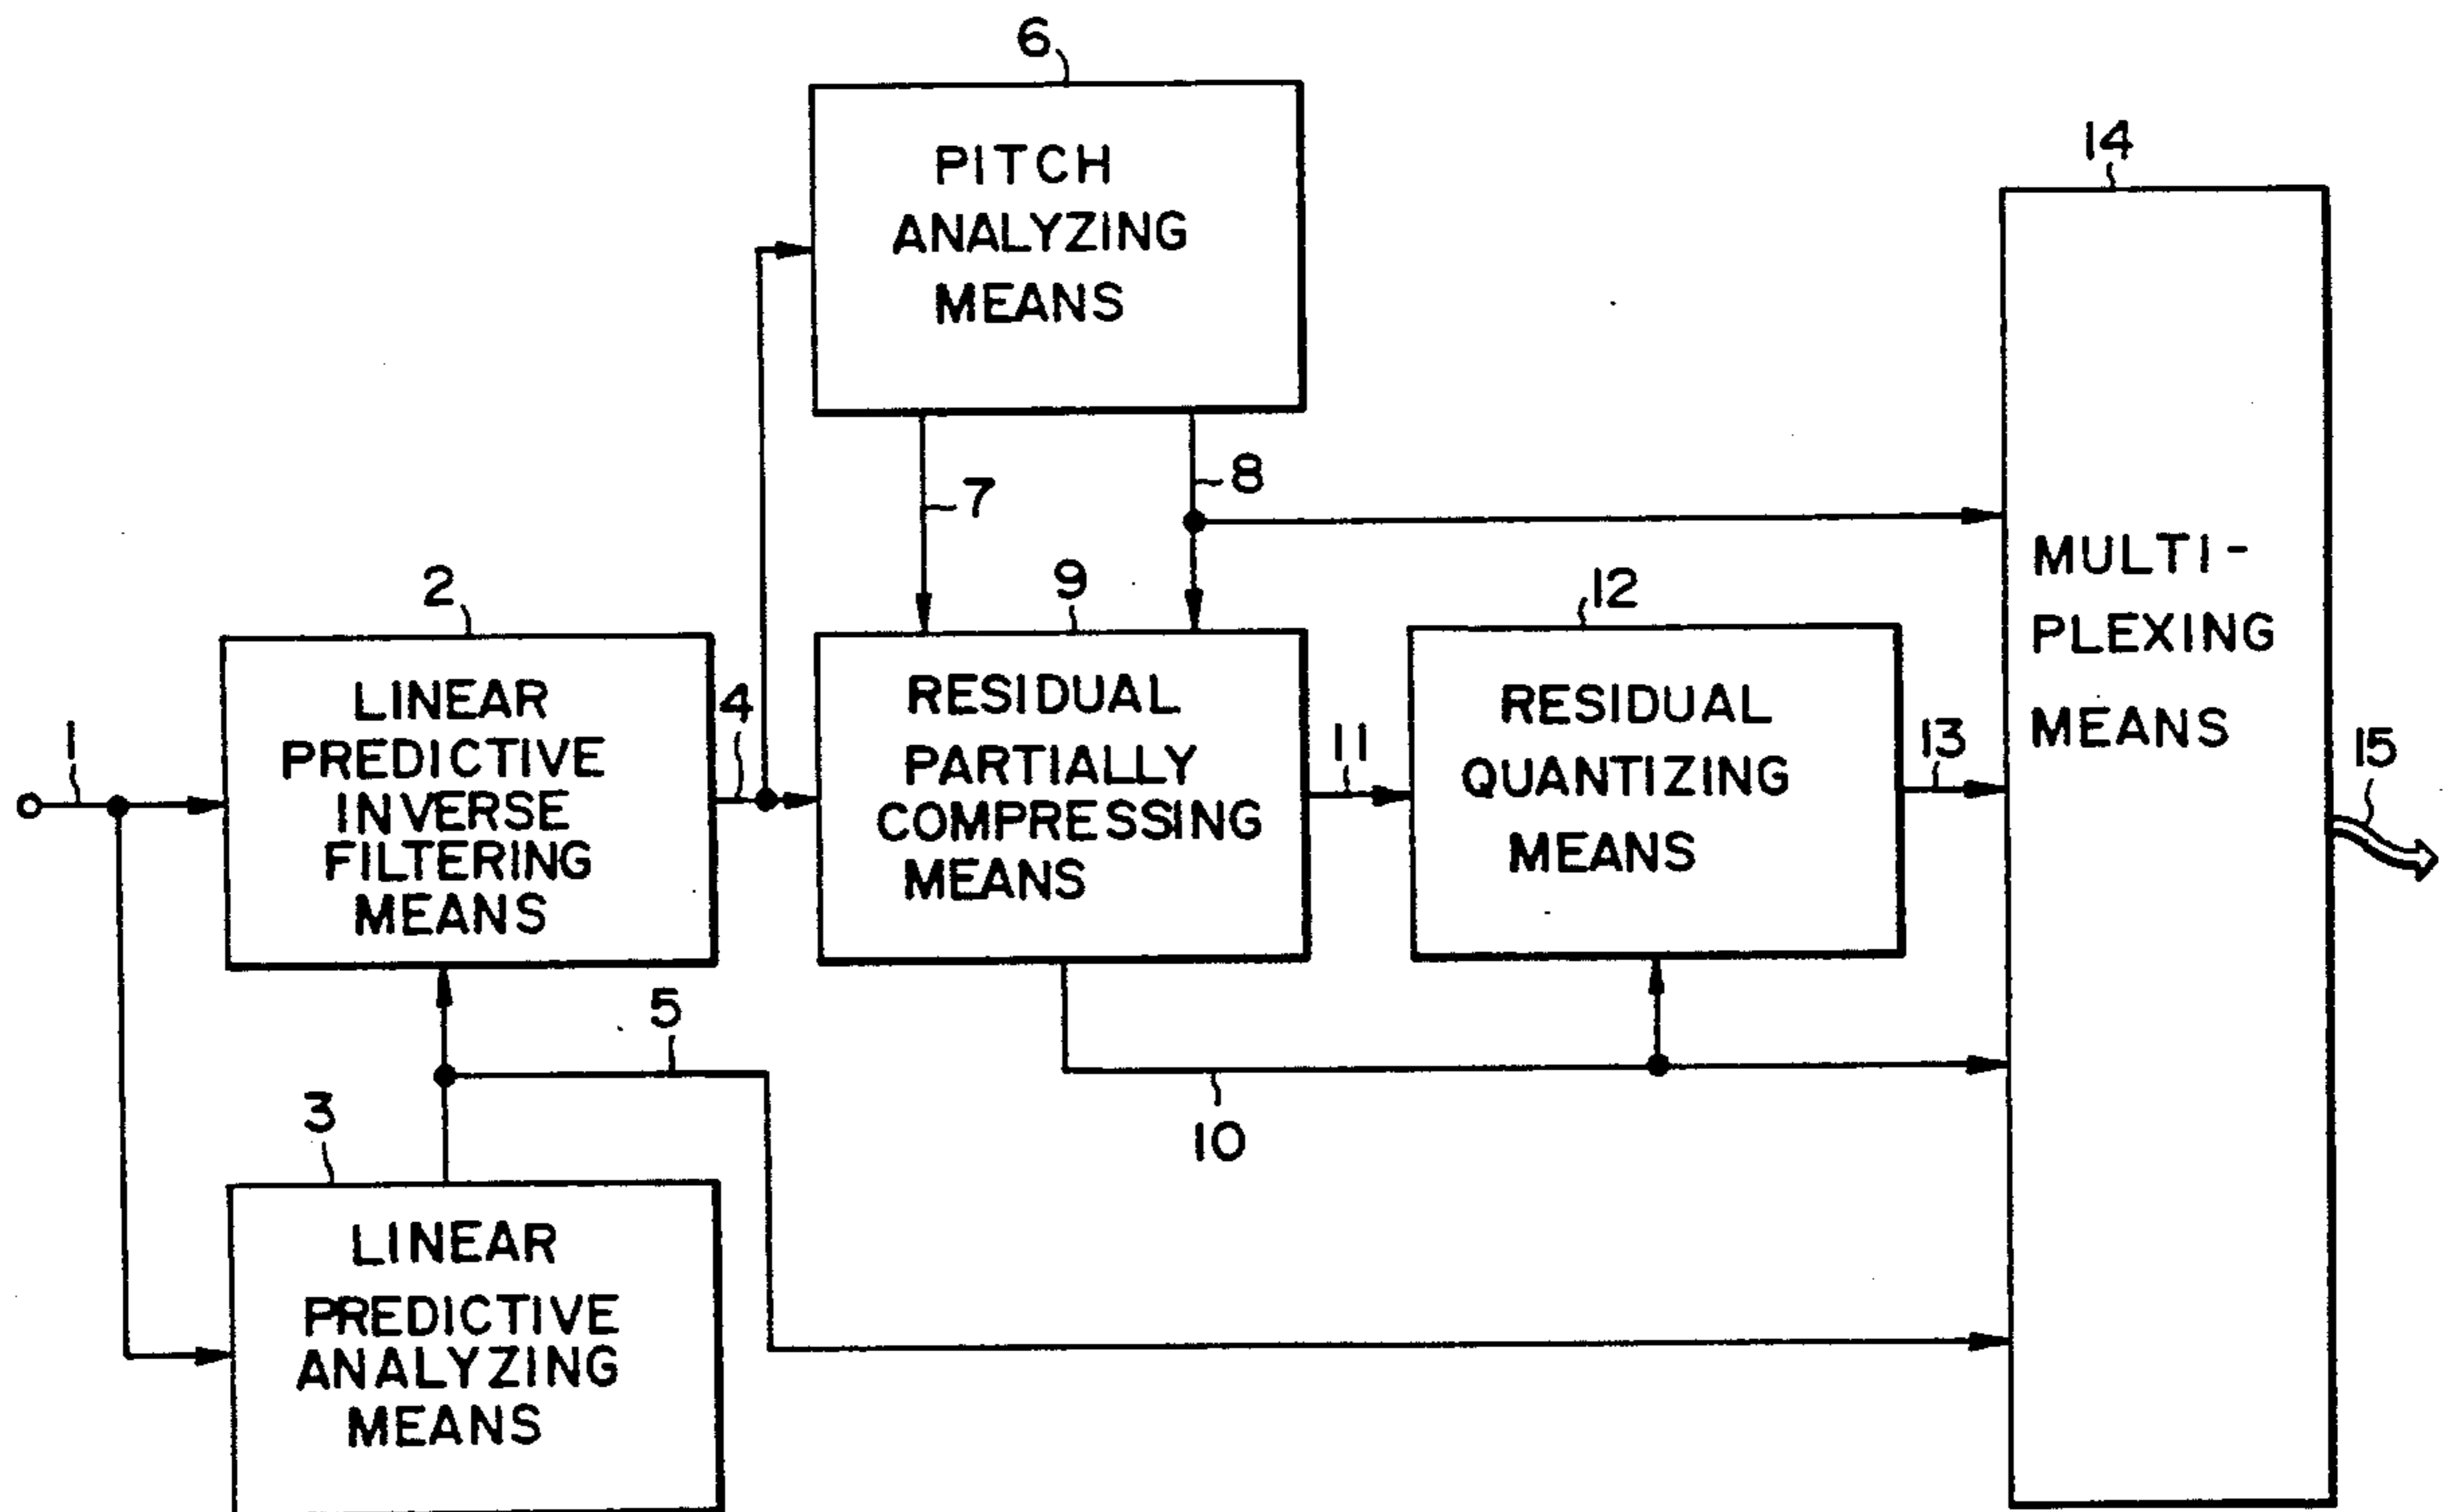 6
PITCH
ANALYZING
MEANS
14
7
8
MULTI-
PLEXING
MEANS
2
LINEAR
PREDICTIVE
INVERSE
FILTERING
MEANS
1
4
9
RESIDUAL
PARTIALLY
COMPRESSING
MEANS
11
12
RESIDUAL
QUANTIZING
MEANS
13
15
5
10
3
LINEAR
PREDICTIVE
ANALYZING
MEANS